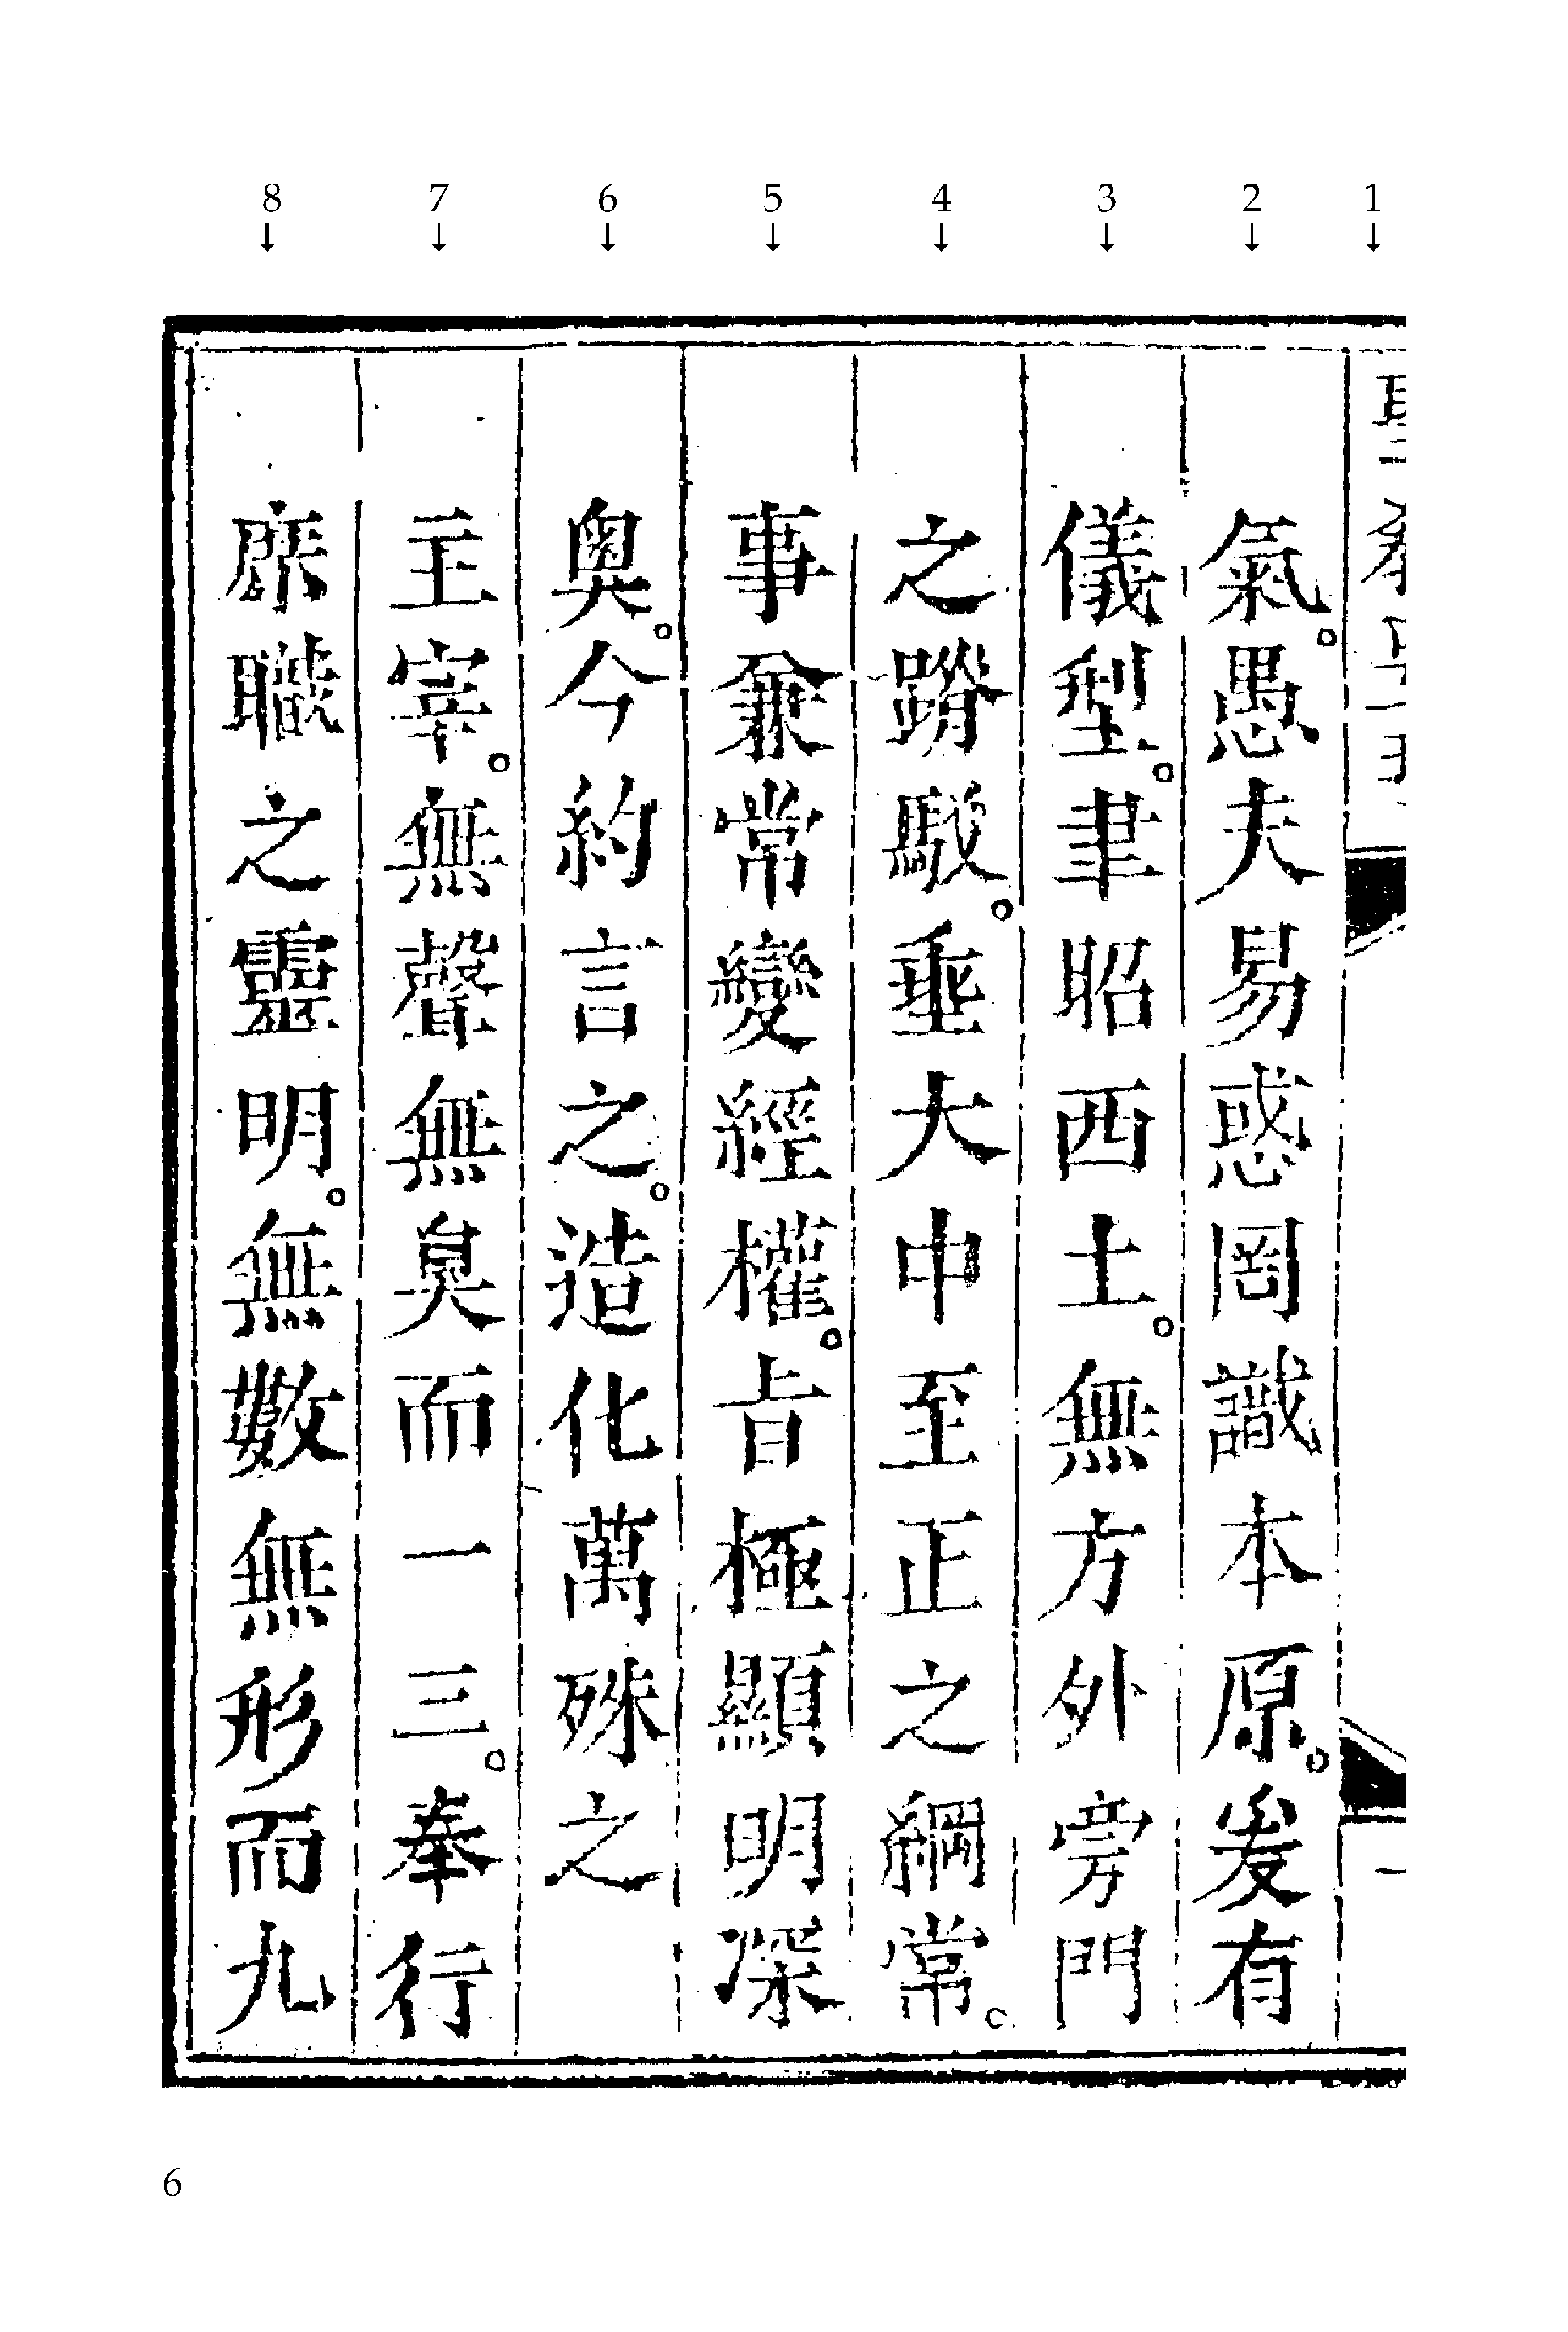 8 7 6 5 4 3 2 1
↓ ↓ ↓ ↓ ↓ ↓ ↓ ↓
氣。愚夫易惑罔識本原。爰有
儀型。聿昭西土。無方外旁門
之踳駁。垂大中至正之綱常。
事兼常變經權。旨極顯明深
奧。今約言之。造化萬殊之
主宰。無聲無臭而一三。奉行
庶職之靈明。無數無形而九
6